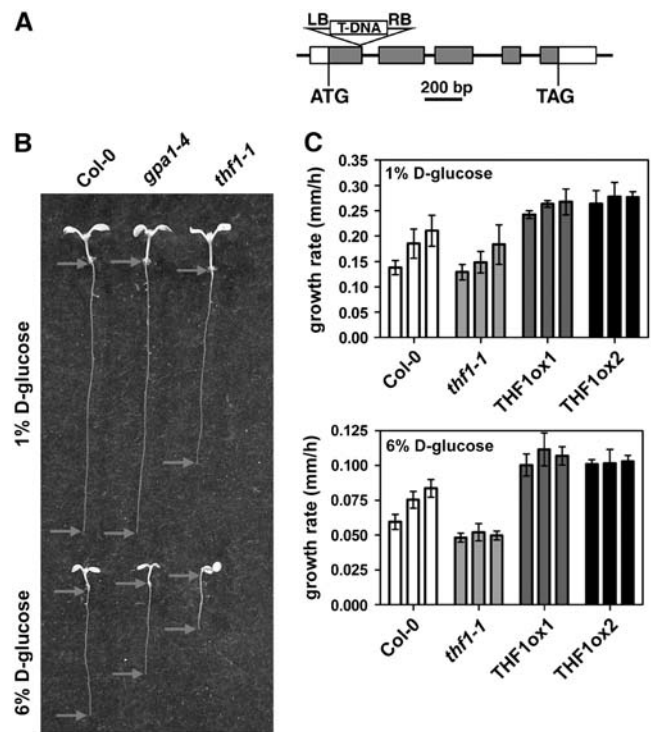 A
LB T-DNA RB
ATG
200 bp
TAG
B
Col-0
gpa1-4
thf1-1
1% D-glucose
6% D-glucose
C
growth rate (mm/h)
0.35
0.30
0.25
0.20
0.15
0.10
0.05
0.00
1% D-glucose
Col-0
thf1-1
THF1ox1
THF1ox2
growth rate (mm/h)
0.125
0.100
0.075
0.050
0.025
0.000
6% D-glucose
Col-0
thf1-1
THF1ox1
THF1ox2